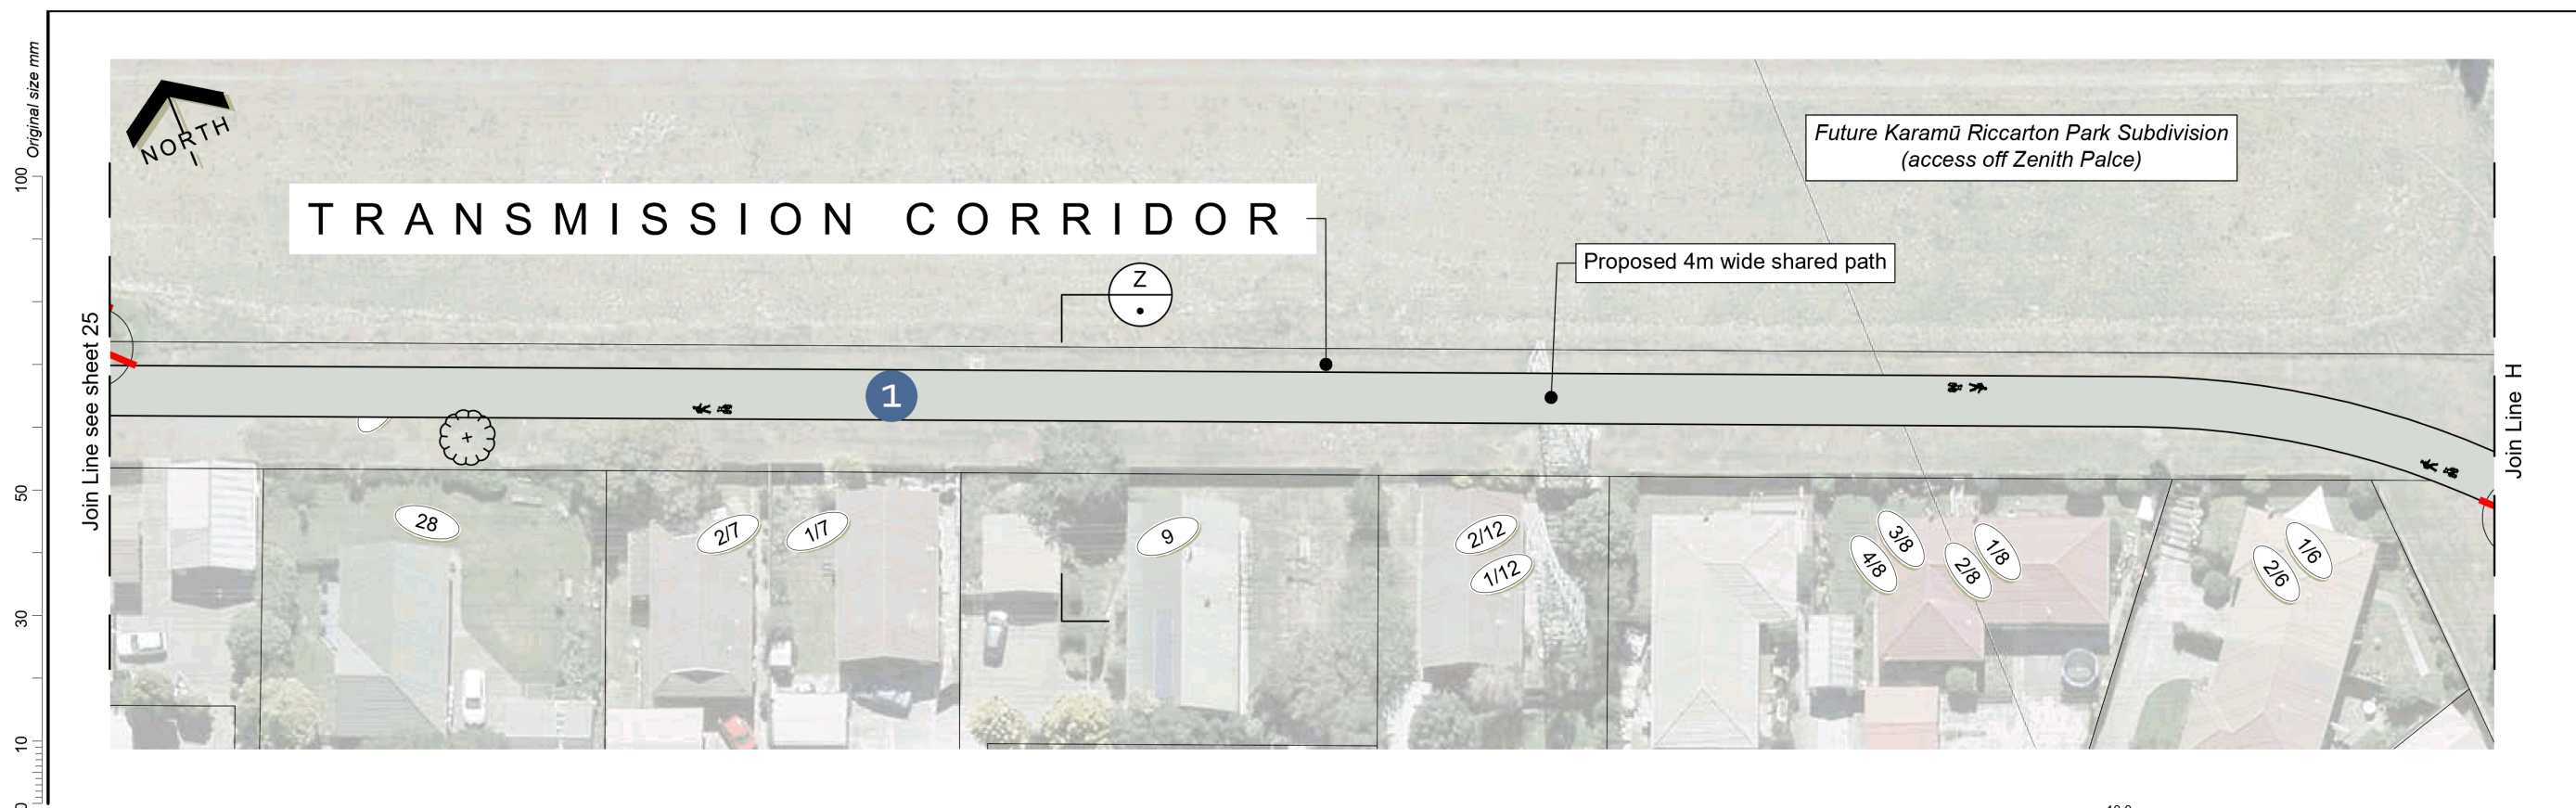 Original size mm
100
50
30
10
NORTH
TRANSMISSION CORRIDOR
Future Karamū Riccarton Park Subdivision
(access off Zenith Palce)
Z
Proposed 4m wide shared path
Join Line see sheet 25
1
Join Line H
28
2/7
1/7
9
2/12
1/12
3/8
4/8
1/8
2/8
1/6
2/6